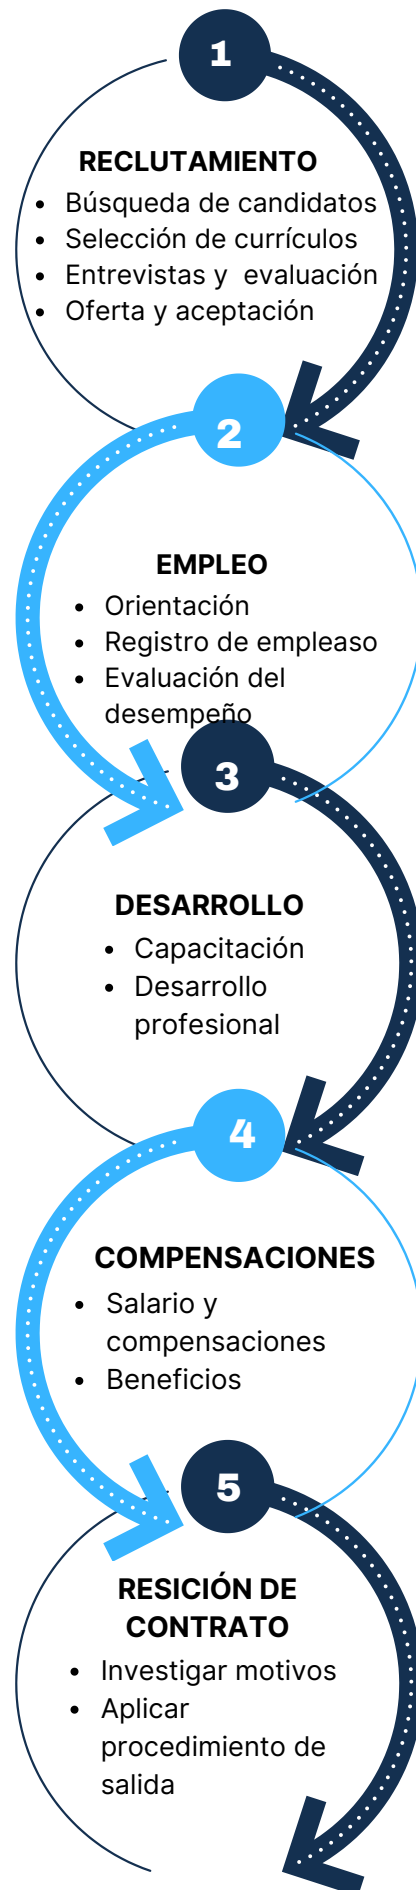 1
RECLUTAMIENTO
• Búsqueda de candidatos
• Selección de currículos
• Entrevistas y evaluación
• Oferta y aceptación
2
EMPLEO
• Orientación
• Registro de empleaso
• Evaluación del
desempeño
3
DESARROLLO
• Capacitación
• Desarrollo
profesional
4
COMPENSACIONES
• Salario y
compensaciones
• Beneficios
5
RESICIÓN DE
CONTRATO
• Investigar motivos
• Aplicar
procedimiento de
salida